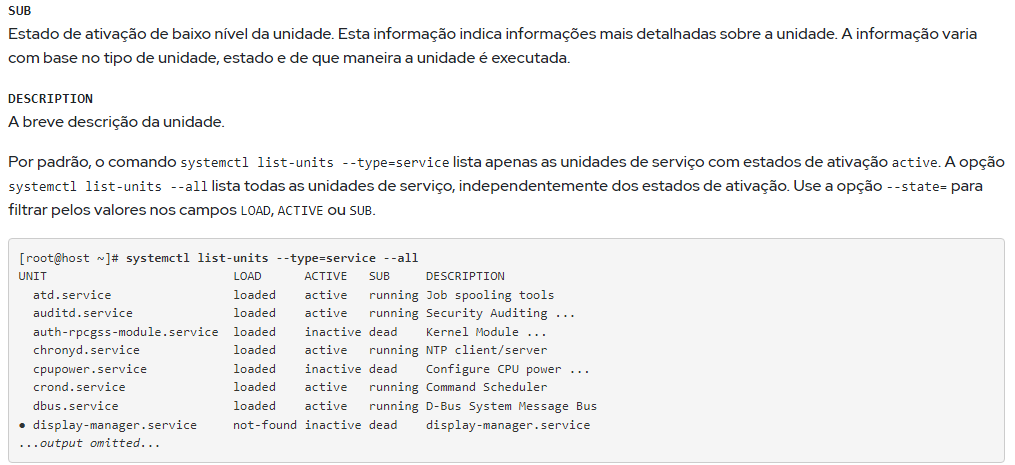 SUB
Estado de ativação de baixo nível da unidade. Esta informação indica informações mais detalhadas sobre a unidade. A informação varia
com base no tipo de unidade, estado e de que maneira a unidade é executada.
DESCRIPTION
A breve descrição da unidade.
Por padrão, o comando systemctl list-units --type=service lista apenas as unidades de serviço com estados de ativação active. A opção
systemctl list-units --all lista todas as unidades de serviço, independentemente dos estados de ativação. Use a opção --state= para
filtrar pelos valores nos campos LOAD, ACTIVE ou SUB.
[root@host ~]# systemctl list-units --type=service --all
UNIT                          LOAD      ACTIVE   SUB     DESCRIPTION
  atd.service                 loaded    active   running Job spooling tools
  auditd.service              loaded    active   running Security Auditing ...
  auth-rpcgss-module.service  loaded    inactive dead    Kernel Module ...
  chronyd.service             loaded    active   running NTP client/server
  cpupower.service            loaded    inactive dead    Configure CPU power ...
  crond.service               loaded    active   running Command Scheduler
  dbus.service                loaded    active   running D-Bus System Message Bus
● display-manager.service     not-found inactive dead    display-manager.service
...output omitted...